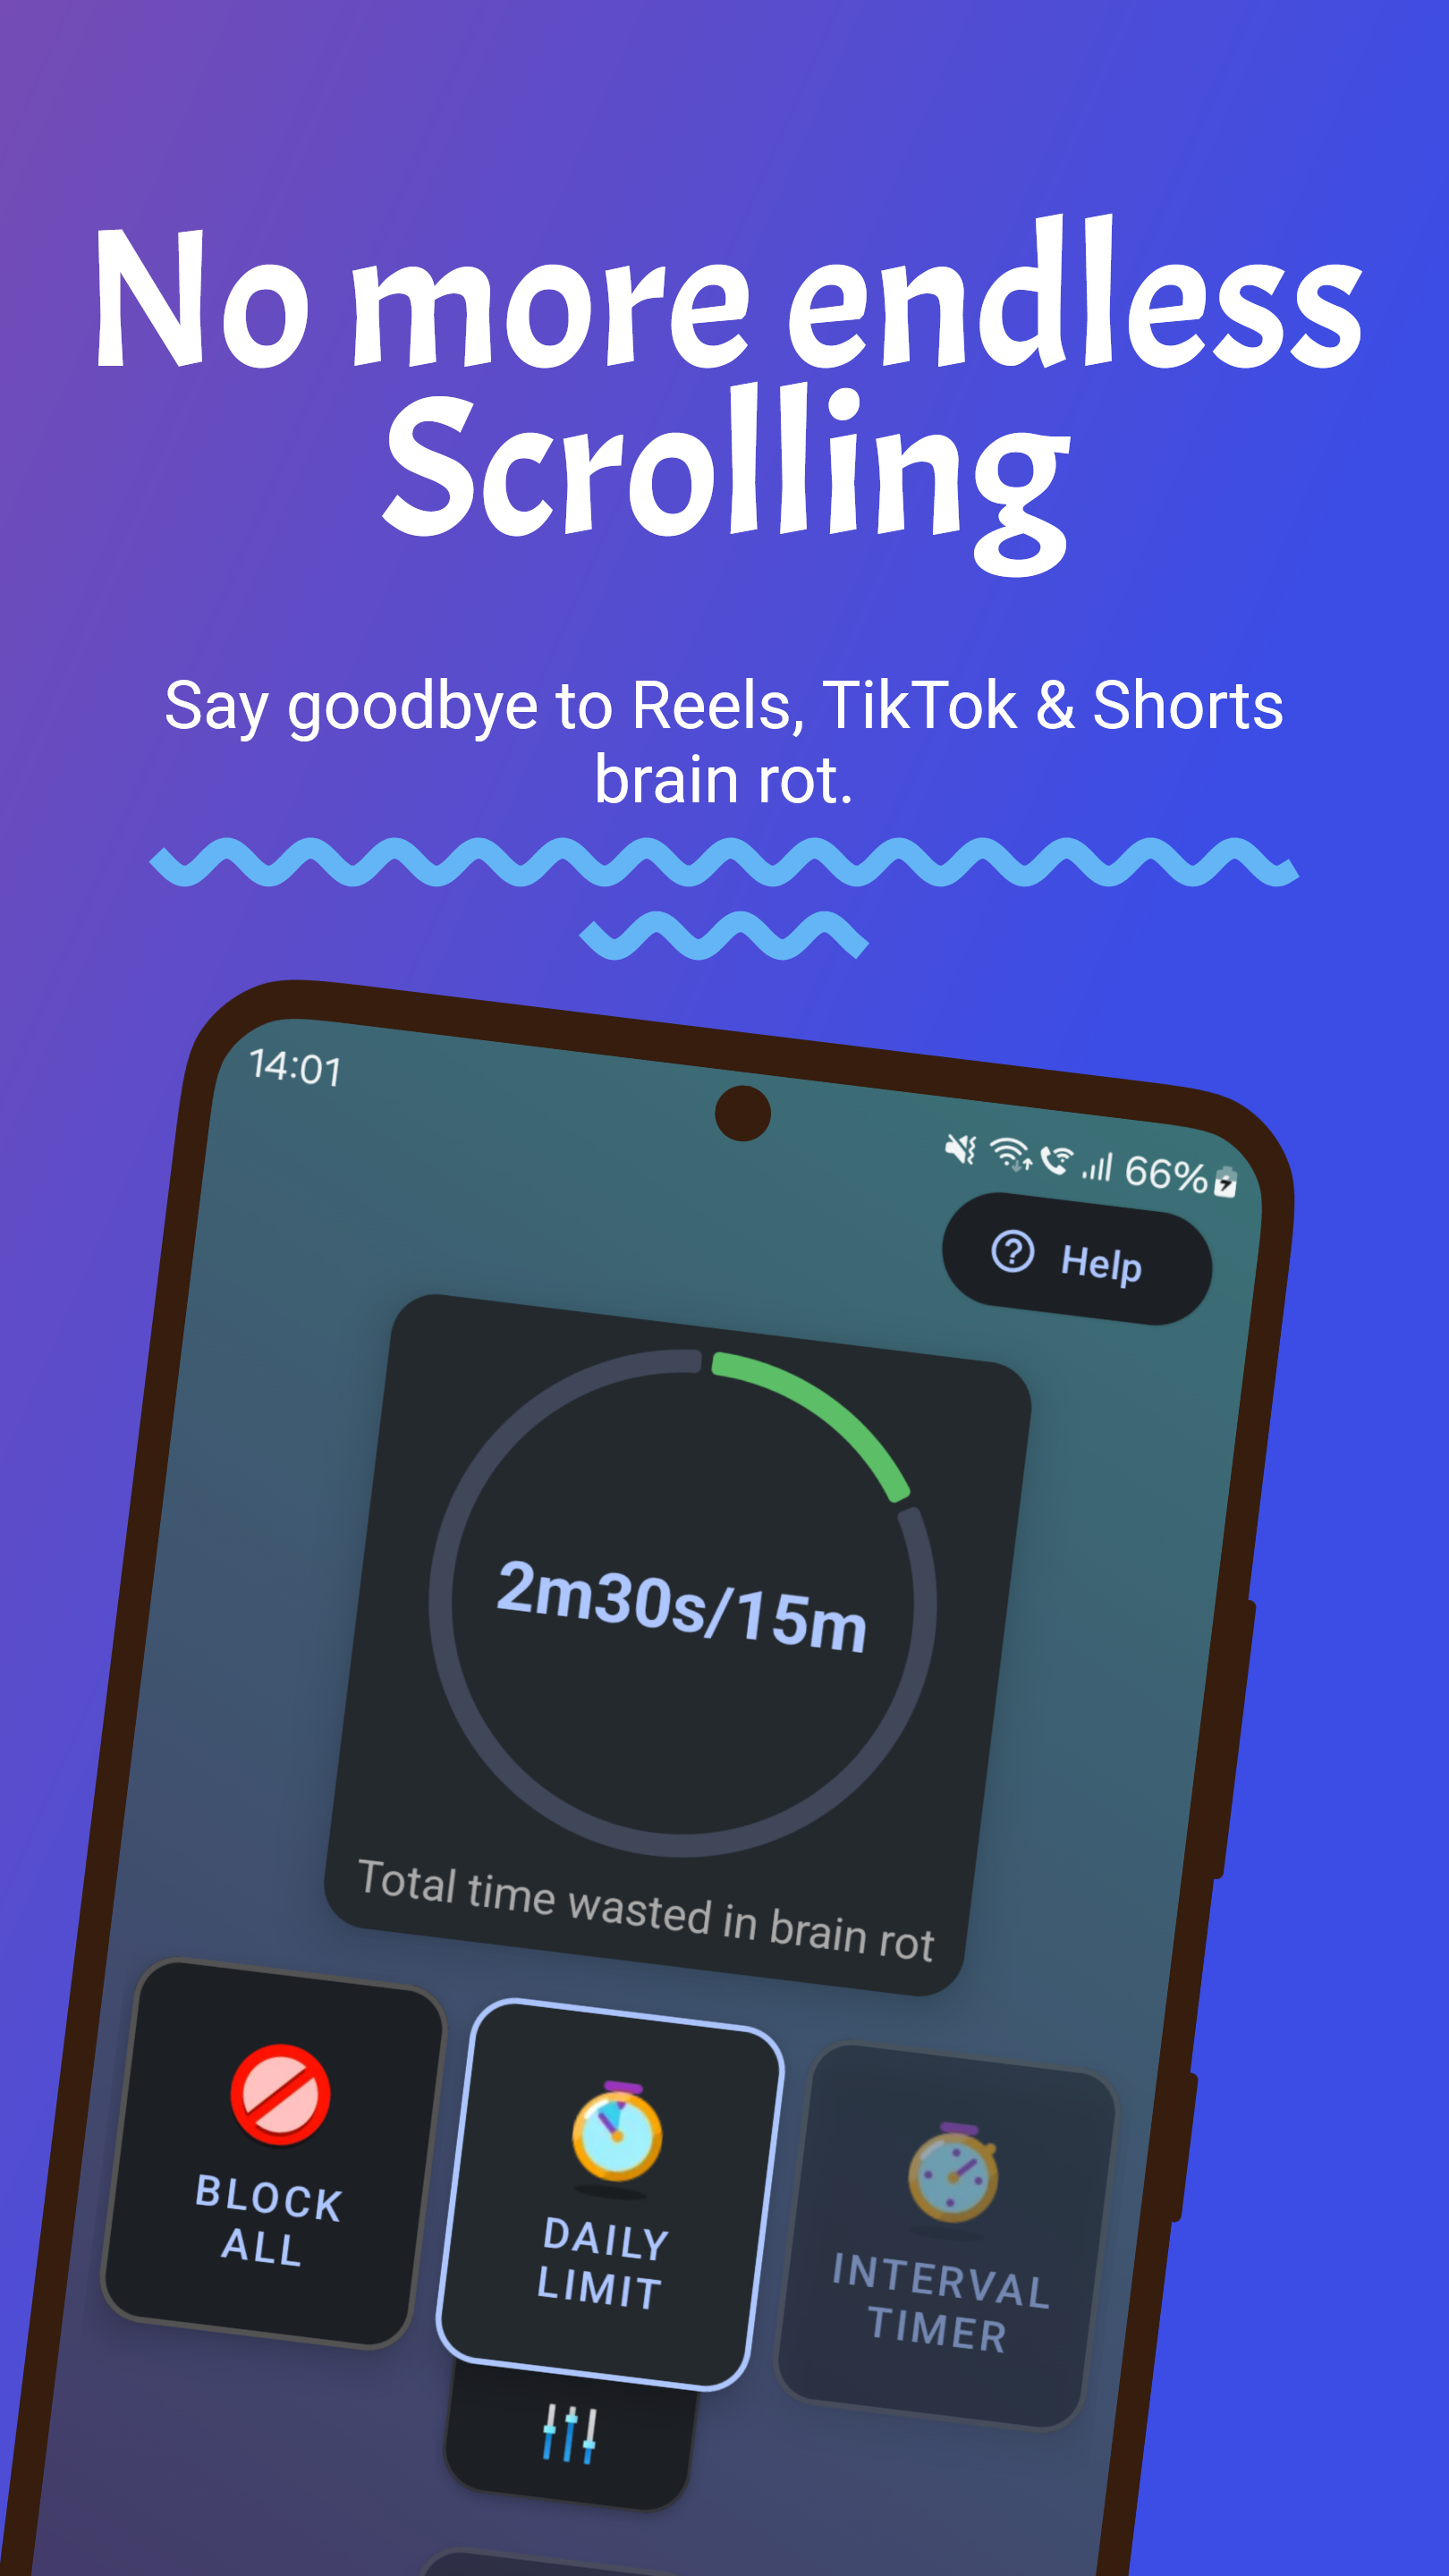 No more endless
Scrolling
Say goodbye to Reels, TikTok & Shorts
brain rot.
14:01
66%
Help
2m30s/15m
Total time wasted in brain rot
BLOCK
ALL
DAILY
LIMIT
INTERVAL
TIMER